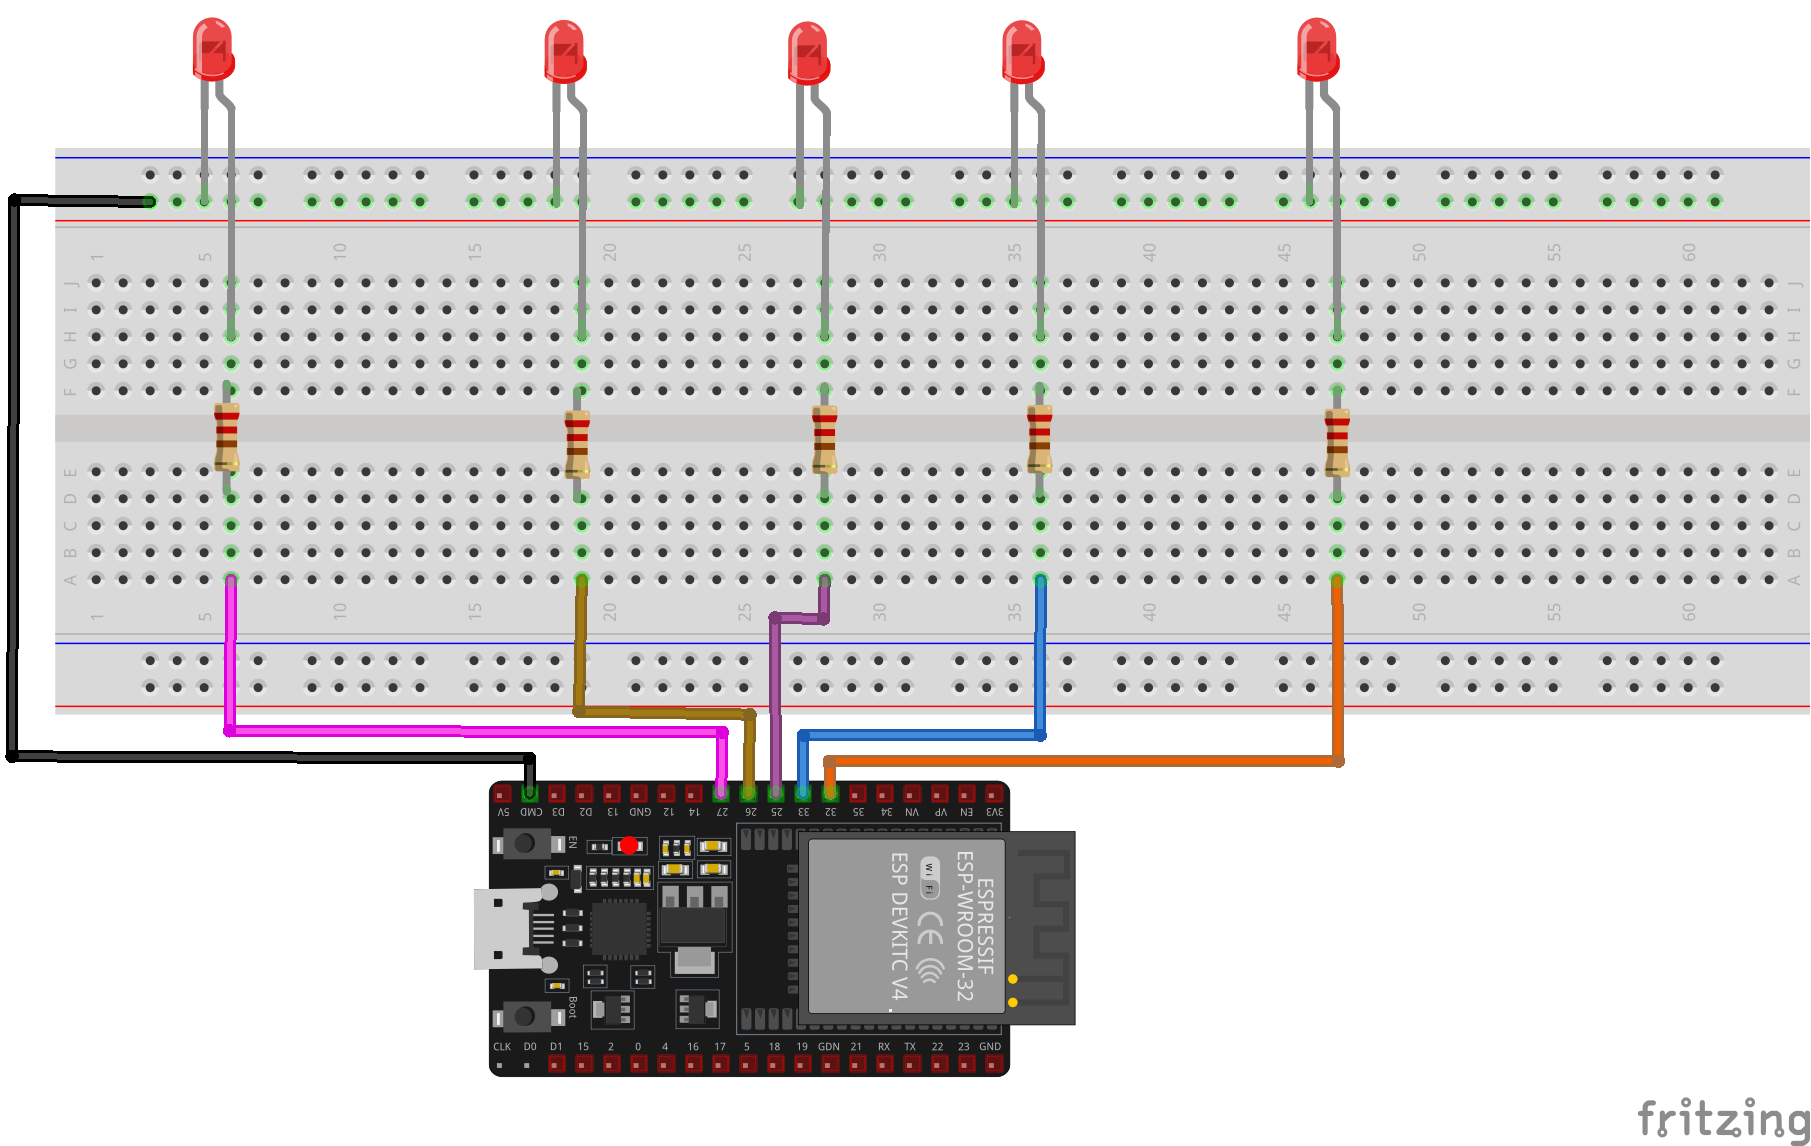 1 5 10 15 20 25 30 35 40 45 50 55 60
J J
I I
H H
G G
F F
E E
D D
C C
B B
A A
1 5 10 15 20 25 30 35 40 45 50 55 60
5V CMD D3 D2 13 GND 12 14 27 26 25 33 32 35 34 VN VP EN 3V3
EN
ESPRESSIF
ESP-WROOM-32
Wi Fi CE
ESP DEVKITC V4
Boot
CLK D0 D1 15 2 0 4 16 17 5 18 19 GDN 21 RX TX 22 23 GND
fritzing